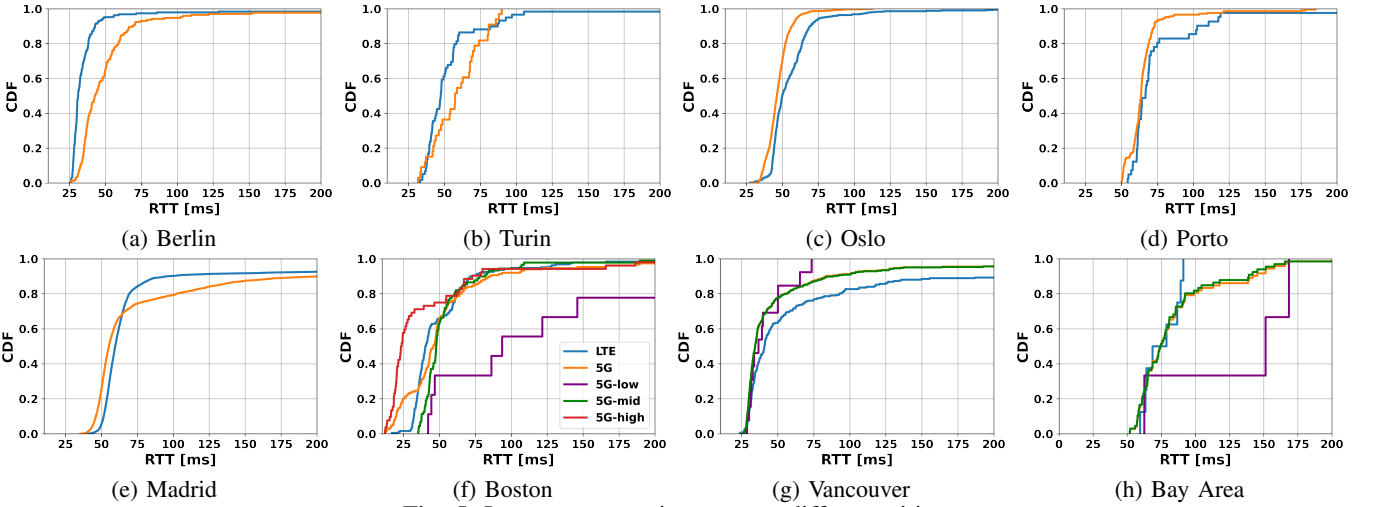 1.0
0.8
0.6
0.4
0.2
0.0
CDF
25 50 75 100 125 150 175 200
RTT [ms]
(a) Berlin
1.0
0.8
0.6
0.4
0.2
0.0
CDF
25 50 75 100 125 150 175 200
RTT [ms]
(b) Turin
1.0
0.8
0.6
0.4
0.2
0.0
CDF
25 50 75 100 125 150 175 200
RTT [ms]
(c) Oslo
1.0
0.8
0.6
0.4
0.2
0.0
CDF
25 50 75 100 125 150 175 200
RTT [ms]
(d) Porto
1.0
0.8
0.6
0.4
0.2
0.0
CDF
25 50 75 100 125 150 175 200
RTT [ms]
(e) Madrid
1.0
0.8
0.6
0.4
0.2
0.0
CDF
LTE
5G
5G-low
5G-mid
5G-high
25 50 75 100 125 150 175 200
RTT [ms]
(f) Boston
1.0
0.8
0.6
0.4
0.2
0.0
CDF
25 50 75 100 125 150 175 200
RTT [ms]
(g) Vancouver
1.0
0.8
0.6
0.4
0.2
0.0
CDF
0 50 75 100 125 150 175 200
RTT [ms]
(h) Bay Area